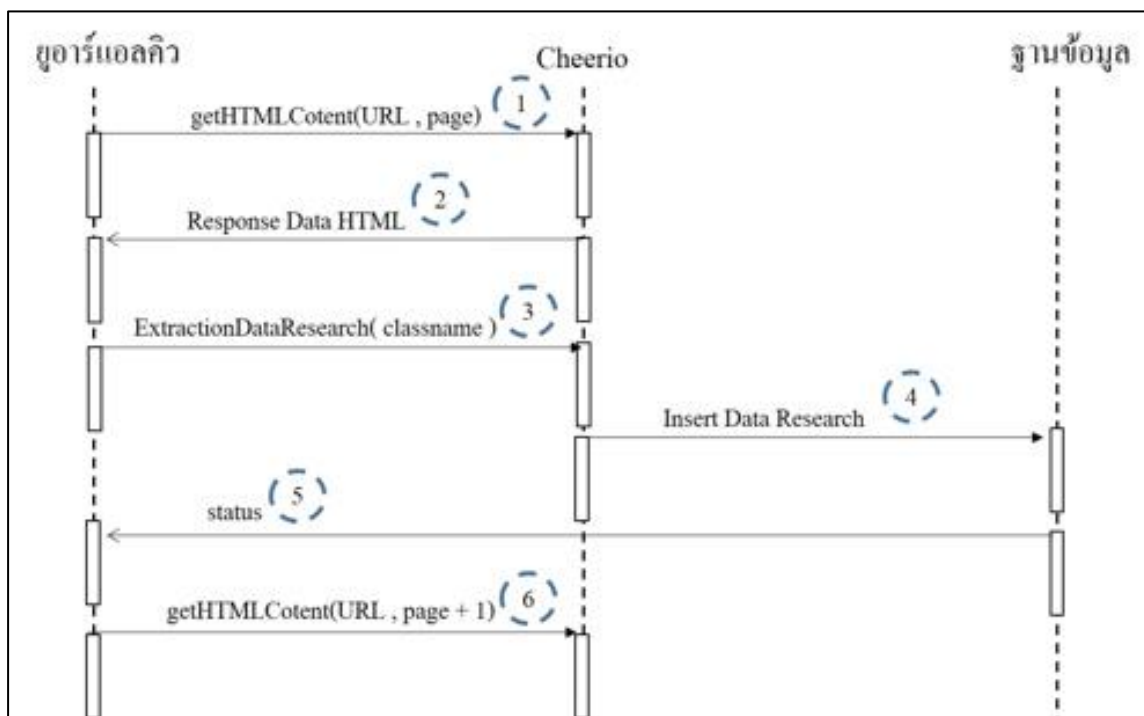 ยูอาร์แอลคิว
Cheerio
ฐานข้อมูล
getHTMLCotent(URL , page)
1
Response Data HTML
2
ExtractionDataResearch( classname )
3
Insert Data Research
4
status
5
getHTMLCotent(URL , page + 1)
6